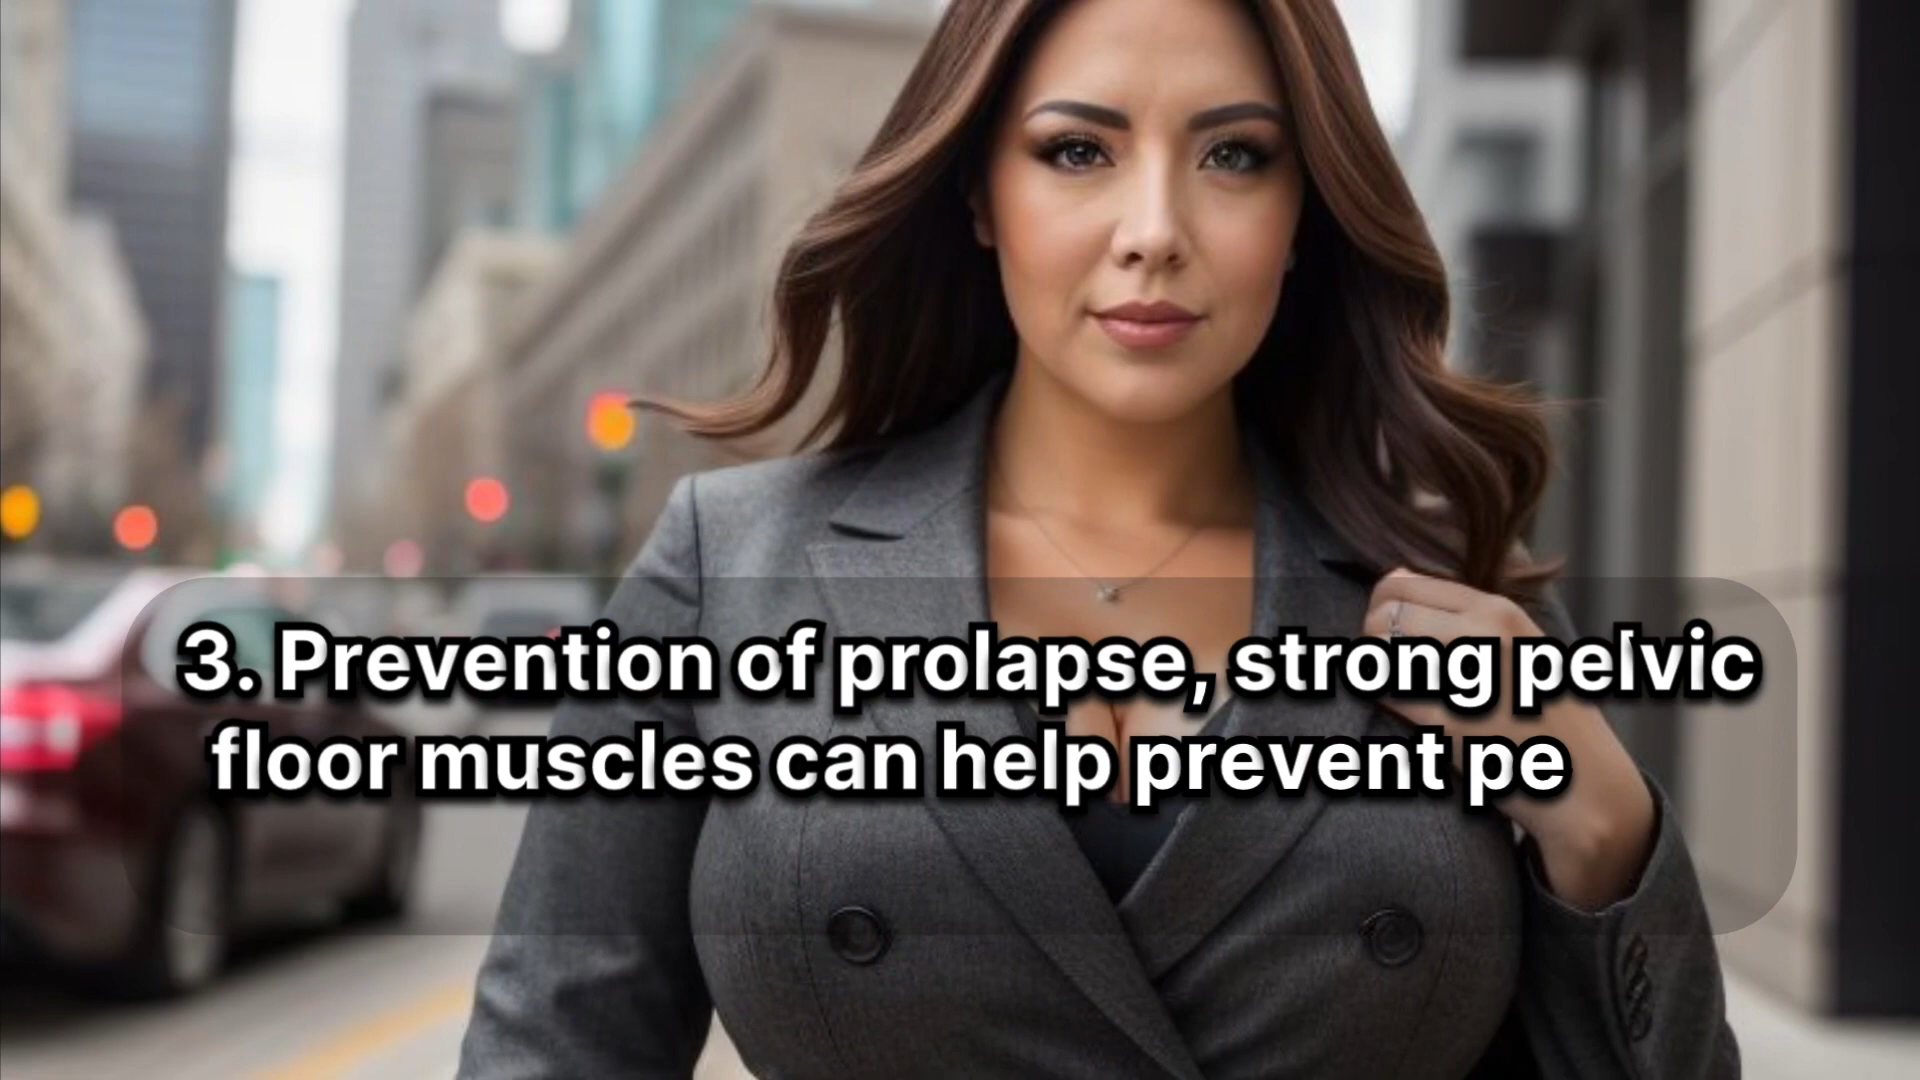 3. Prevention of prolapse, strong pelvic
floor muscles can help prevent pe